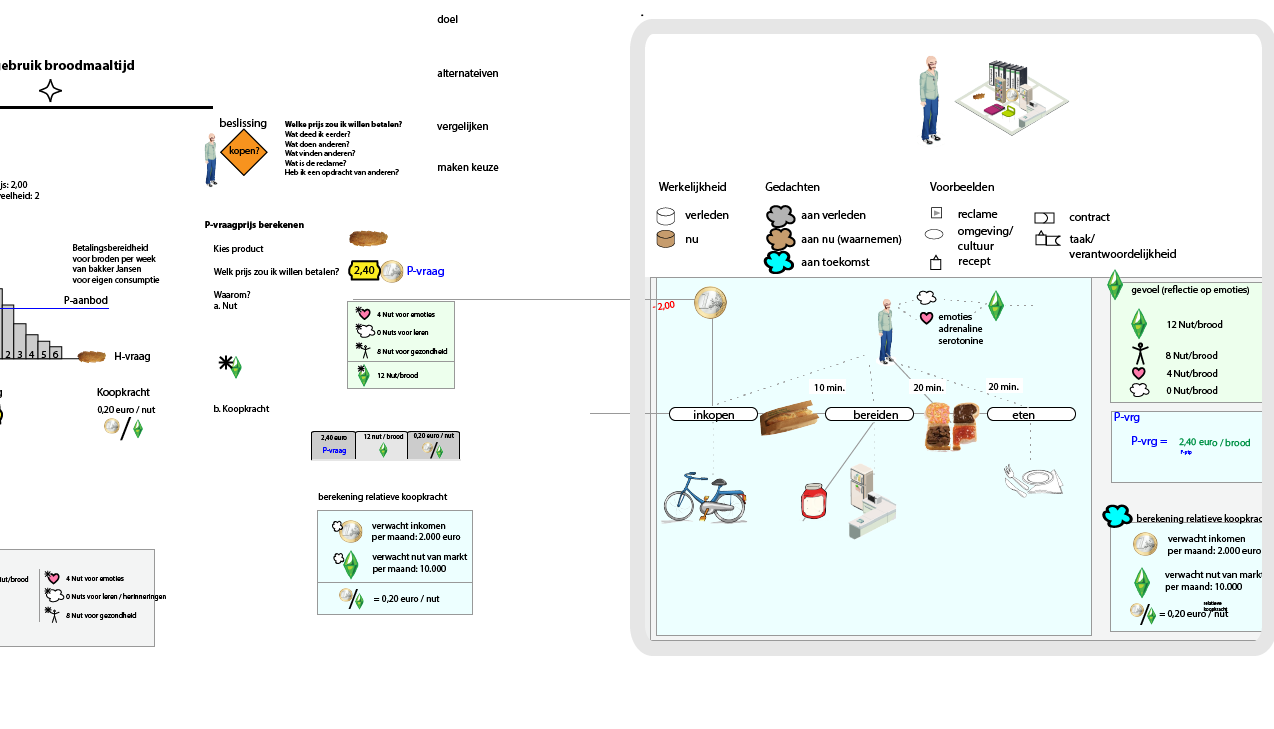 doel
alternateiven
vergelijken
maken keuze
ebruik broodmaaltijd
js: 2,00
eelheid: 2
Betalingsbereidheid
voor broden per week
van bakker Jansen
voor eigen consumptie
P-aanbod
2 3 4 5 6
H-vraag
Koopkracht
0,20 euro / nut
/
g
Nut/brood
4 Nut voor emoties
0 Nuts voor leren / herinneringen
8 Nut voor gezondheid
beslissing
kopen?
Welke prijs zou ik willen betalen?
Wat deed ik eerder?
Wat doen anderen?
Wat vinden anderen?
Wat is de reclame?
Heb ik een opdracht van anderen?
P-vraagprijs berekenen
Kies product
Welk prijs zou ik willen betalen?
2,40
P-vraag
Waarom?
a. Nut
4 Nut voor emoties
0 Nuts voor leren
8 Nut voor gezondheid
12 Nut/brood
b. Koopkracht
2,40 euro
P-vraag
12 nut / brood
0,20 euro / nut
/
berekening relatieve koopkracht
verwacht inkomen
per maand: 2.000 euro
verwacht nut van markt
per maand: 10.000
/ = 0,20 euro / nut
Werkelijkheid
verleden
nu
Gedachten
aan verleden
aan nu (waarnemen)
aan toekomst
Voorbeelden
reclame
omgeving/
cultuur
recept
contract
taak/
verantwoordelijkheid
-2,00
emoties
adrenaline
serotonine
10 min.
20 min.
20 min.
inkopen
bereiden
eten
gevoel (reflectie op emoties)
12 Nut/brood
8 Nut/brood
4 Nut/brood
0 Nut/brood
P-vrg
P-vrg = 2,40 euro / brood
berekening relatieve koopkrac
verwacht inkomen
per maand: 2.000 euro
verwacht nut van markt
per maand: 10.000
relatieve
koopkracht
/ = 0,20 euro / nut